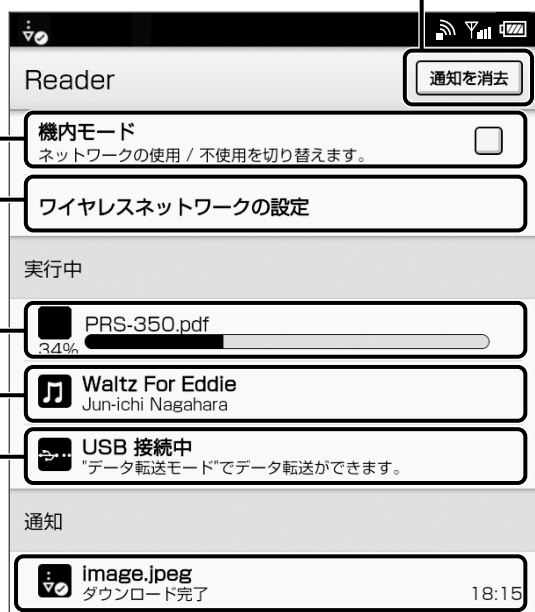 Reader
通知を消去
機内モード
ネットワークの使用 / 不使用を切り替えます。
ワイヤレスネットワークの設定
実行中
PRS-350.pdf
34%
Waltz For Eddie
Jun-ichi Nagahara
USB 接続中
"データ転送モード"でデータ転送ができます。
通知
image.jpeg
ダウンロード完了
18:15